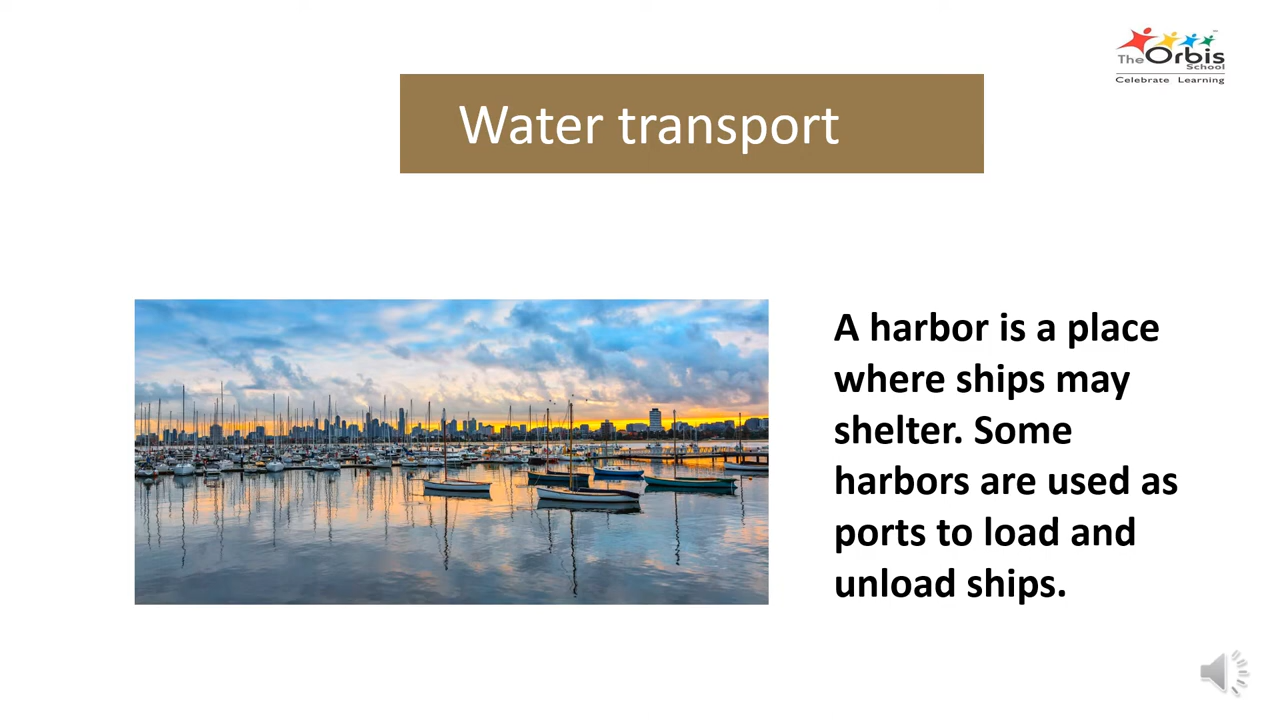 The Orbis
School
Celebrate Learning
Water transport
A harbor is a place
where ships may
shelter. Some
harbors are used as
ports to load and
unload ships.